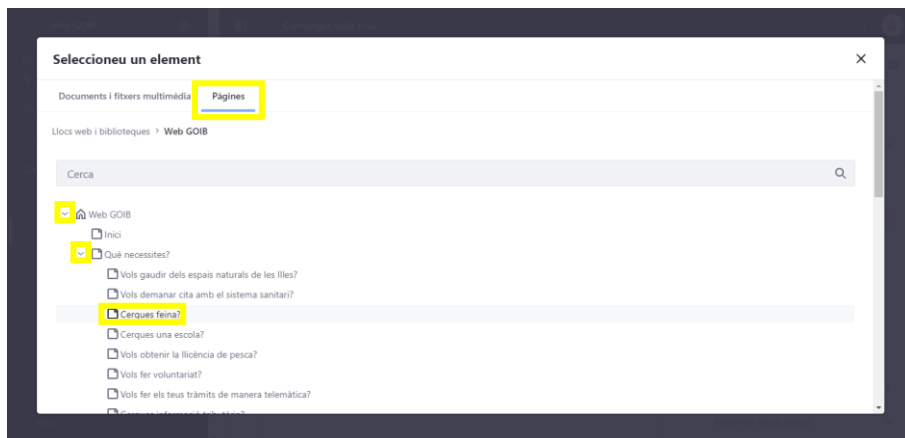 Seleccioneu un element
Documents i fitxers multimèdia Pàgines
Llocs web i biblioteques > Web GOIB
Cerca
Web GOIB
Inici
Què necessites?
Vols gaudir dels espais naturals de les Illes?
Vols demanar cita amb el sistema sanitari?
Cerques feina?
Cerques una escola?
Vols obtenir la llicència de pesca?
Vols fer voluntariat?
Vols fer els teus tràmits de manera telemàtica?